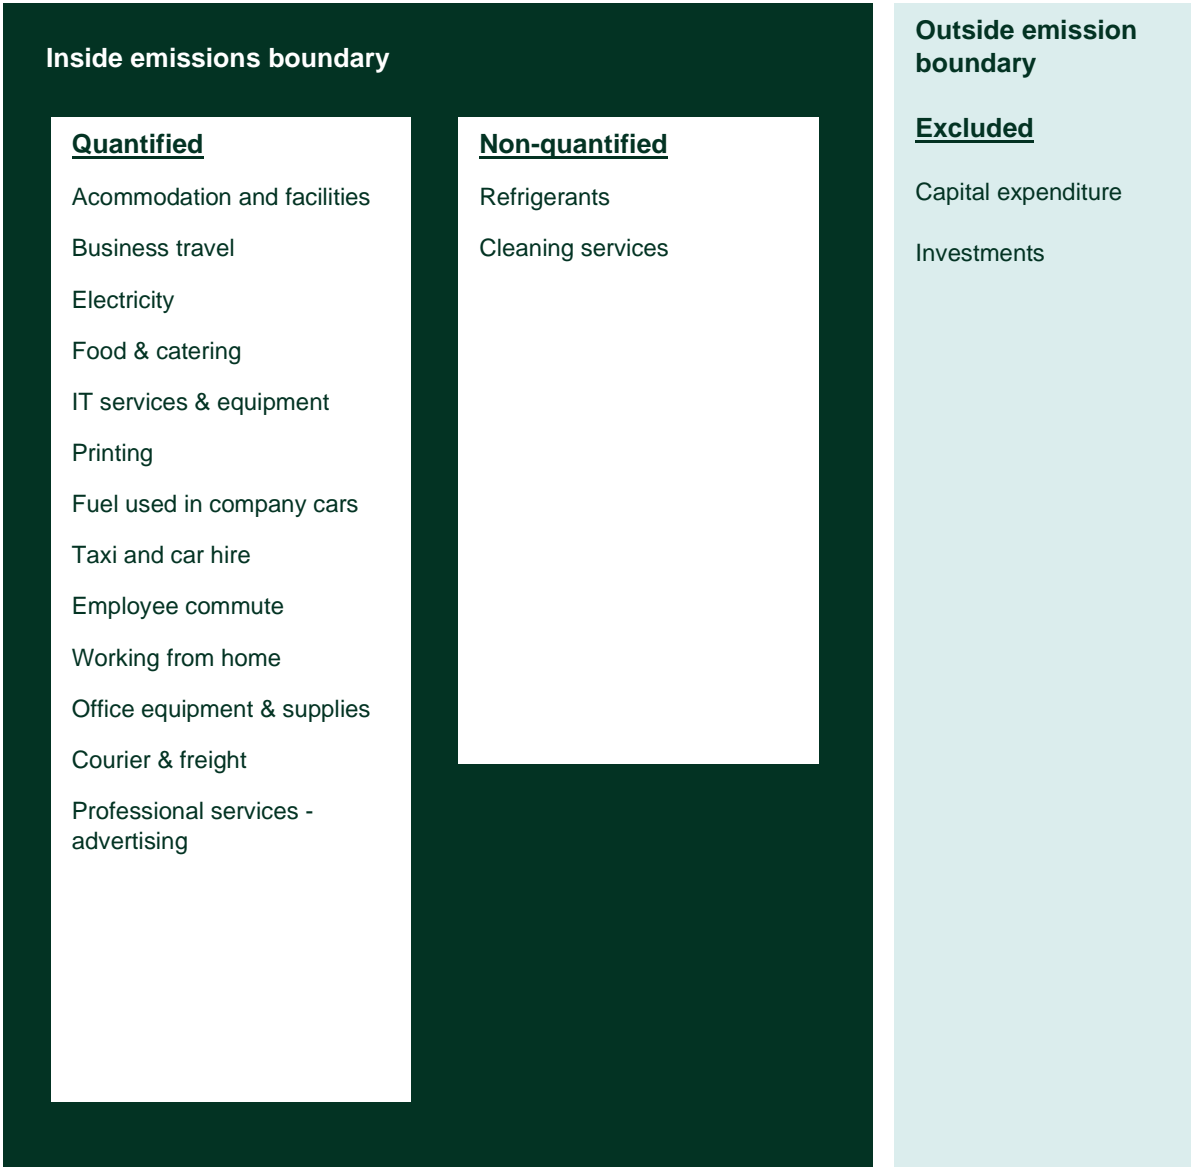 Inside emissions boundary
Quantified
Acommodation and facilities
Business travel
Electricity
Food & catering
IT services & equipment
Printing
Fuel used in company cars
Taxi and car hire
Employee commute
Working from home
Office equipment & supplies
Courier & freight
Professional services -
advertising
Non-quantified
Refrigerants
Cleaning services
Outside emission
boundary
Excluded
Capital expenditure
Investments